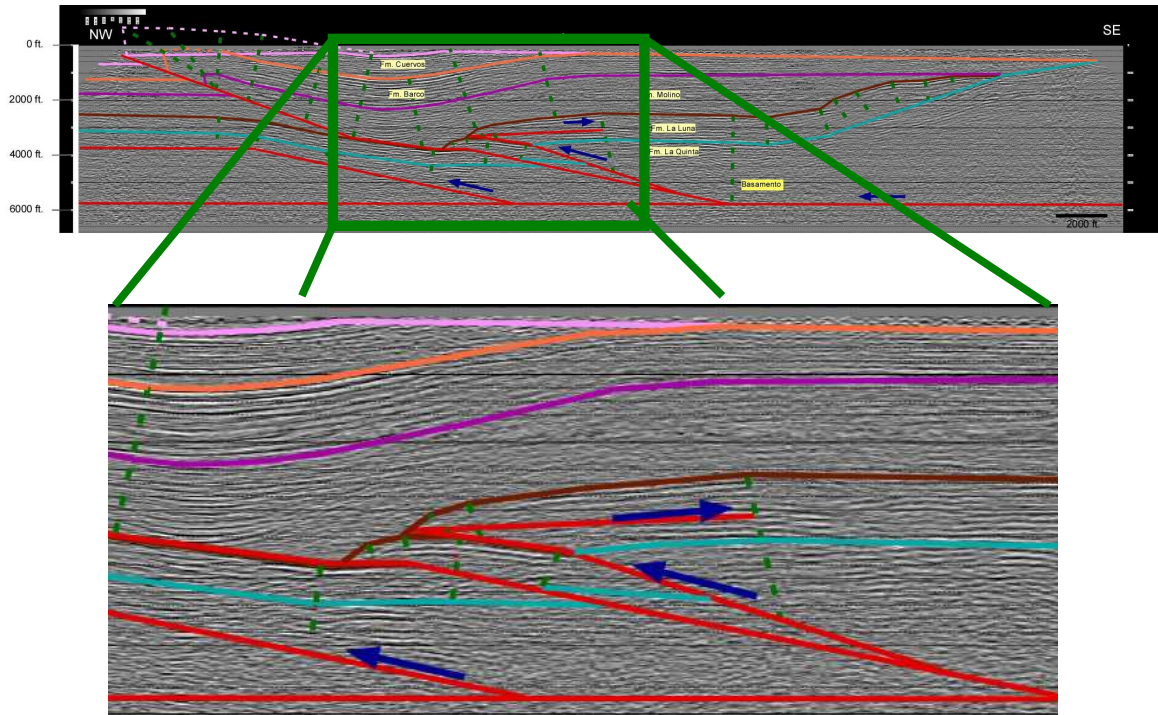 NW
SE
0 ft.
Fm. Cuervos
Fm. Barco
m. Molino
2000 ft.
Fm. La Luna
4000 ft.
Fm. La Quinta
Basamento
6000 ft.
2000 ft.